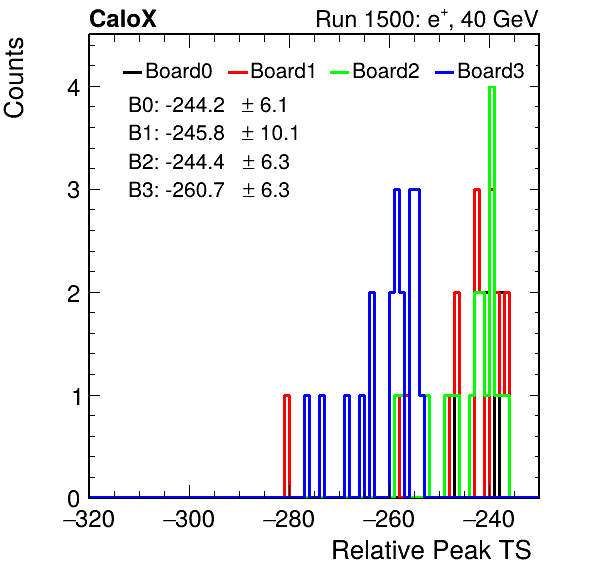 CaloX Run 1500: e+, 40 GeV
Counts
Board0 Board1 Board2 Board3
B0: -244.2 ± 6.1
B1: -245.8 ± 10.1
B2: -244.4 ± 6.3
B3: -260.7 ± 6.3
4
3
2
1
0
−320 −300 −280 −260 −240
Relative Peak TS